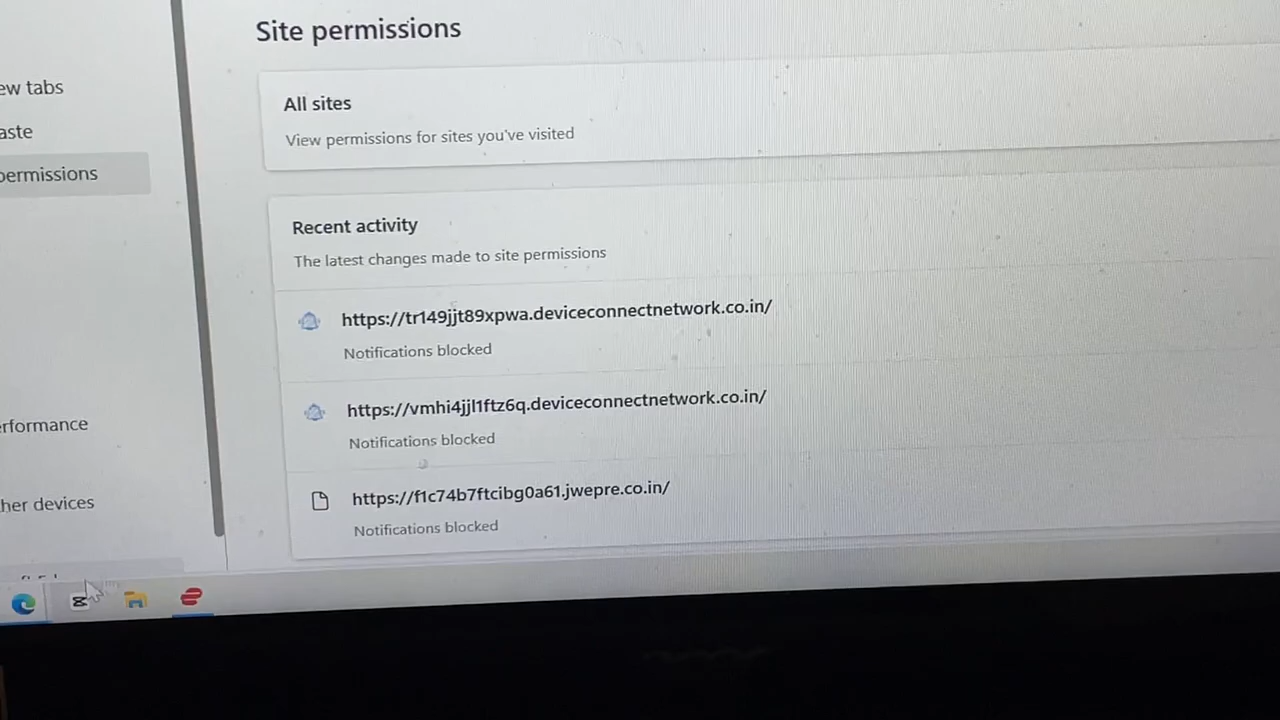 Site permissions
ew tabs
All sites
aste
View permissions for sites you've visited
permissions
Recent activity
The latest changes made to site permissions
https://tr149jjt89xpwa.deviceconnectnetwork.co.in/
Notifications blocked
https://vmhi4jjl1ftz6q.deviceconnectnetwork.co.in/
erformance
Notifications blocked
https://f1c74b7ftcibg0a61.jwepre.co.in/
her devices
Notifications blocked